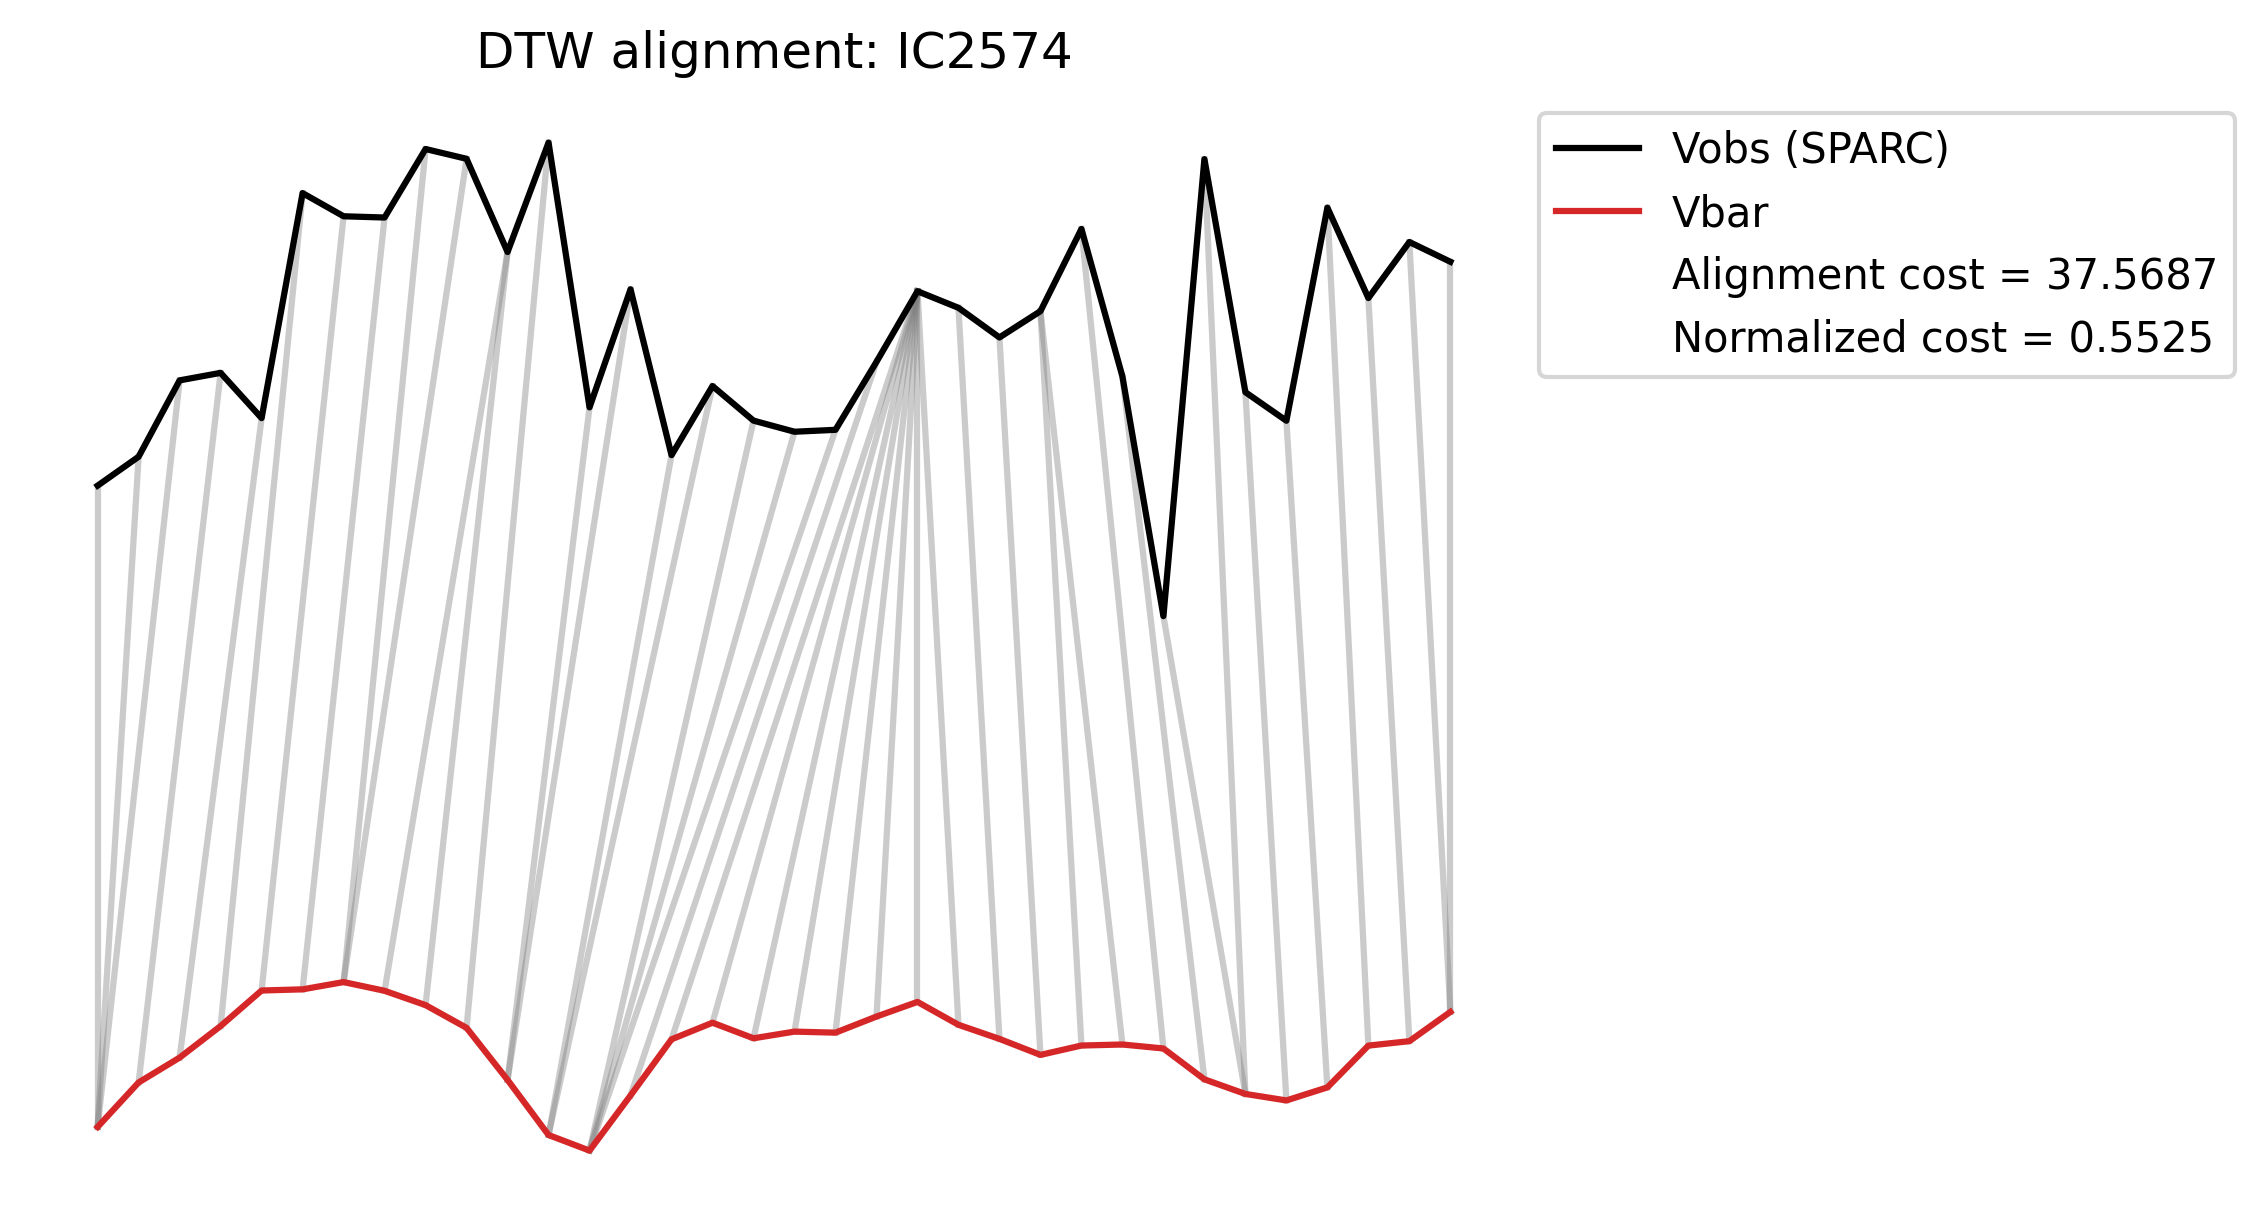 DTW alignment: IC2574
Vobs (SPARC)
Vbar
Alignment cost = 37.5687
Normalized cost = 0.5525